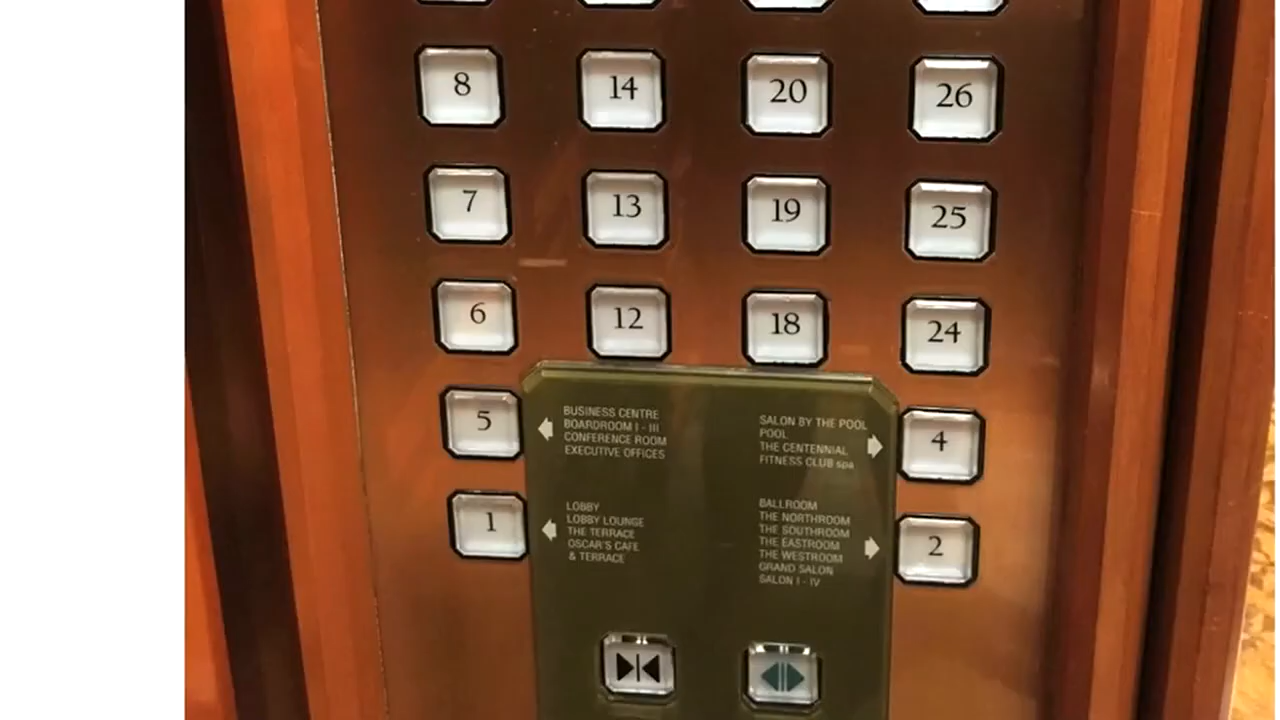 8 14 20 26
7 13 19 25
6 12 18 24
5
BUSINESS CENTRE
BOARDROOM I - III
CONFERENCE ROOM
EXECUTIVE OFFICES
SALON BY THE POOL
POOL
THE CENTENNIAL
FITNESS CLUB spa
4
1
LOBBY
LOBBY LOUNGE
THE TERRACE
OSCAR'S CAFE
& TERRACE
BALLROOM
THE NORTHROOM
THE SOUTHROOM
THE EASTROOM
THE WESTROOM
GRAND SALON
SALON I - IV
2